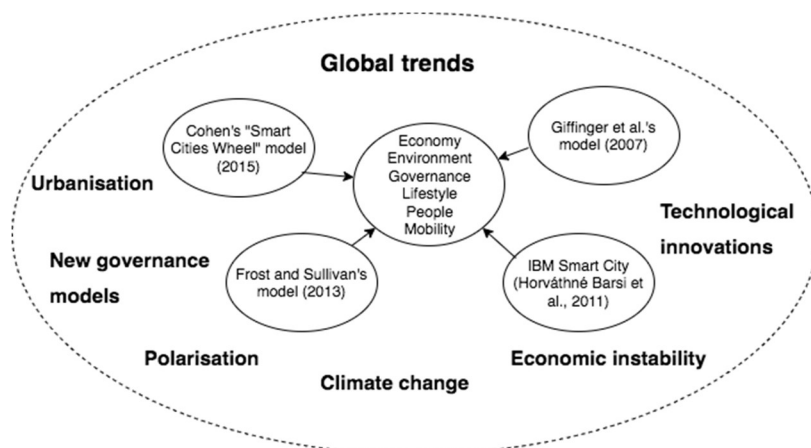 Global trends
Cohen's "Smart
Cities Wheel" model
(2015)
Economy
Environment
Governance
Lifestyle
People
Mobility
Giffinger et al.'s
model (2007)
Urbanisation
Technological
innovations
New governance
models
Frost and Sullivan's
model (2013)
IBM Smart City
(Horváthné Barsi et
al., 2011)
Polarisation
Economic instability
Climate change